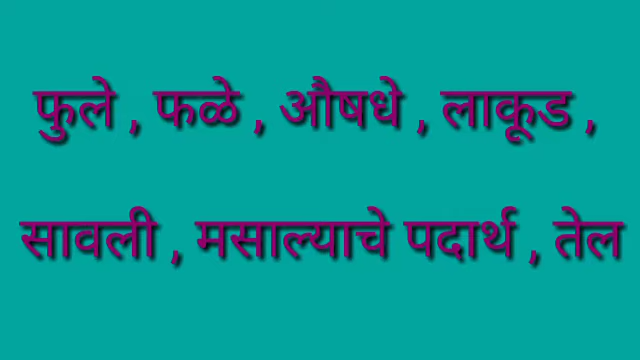 फुले , फळे , औषधे , लाकूड ,
सावली , मसाल्याचे पदार्थ , तेल